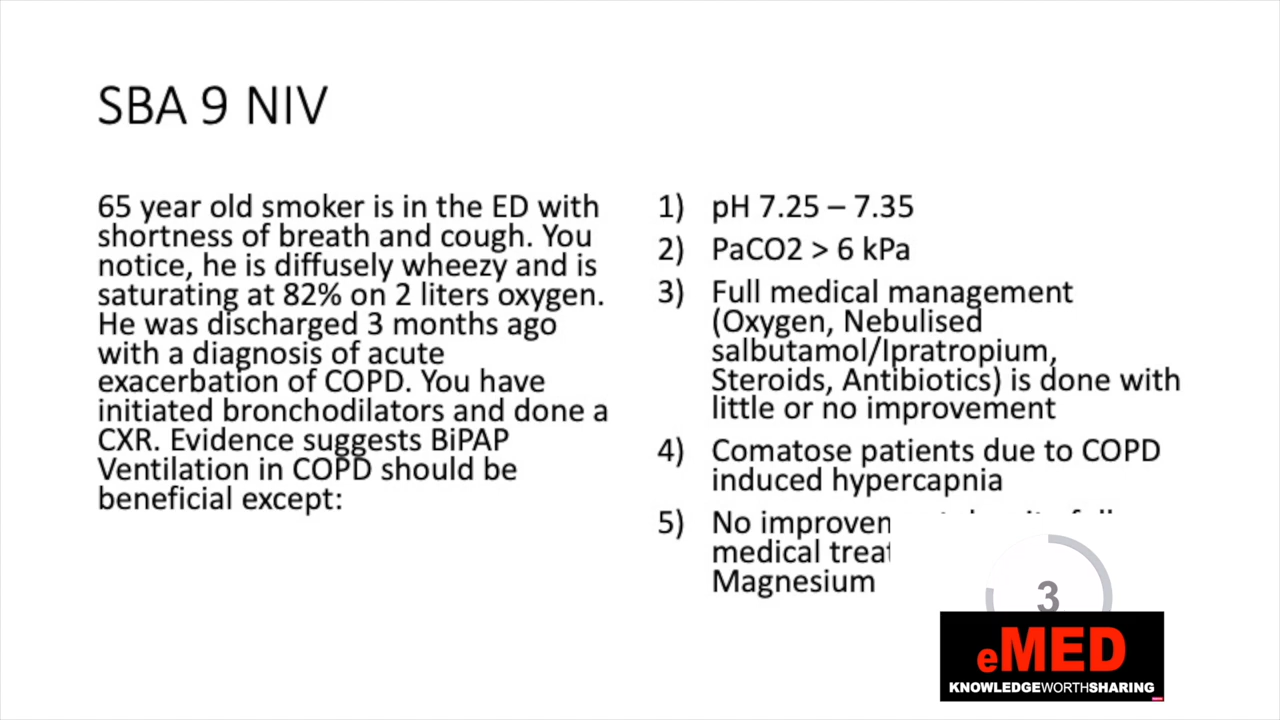 SBA 9 NIV
65 year old smoker is in the ED with
shortness of breath and cough. You
notice, he is diffusely wheezy and is
saturating at 82% on 2 liters oxygen.
He was discharged 3 months ago
with a diagnosis of acute
exacerbation of COPD. You have
initiated bronchodilators and done a
CXR. Evidence suggests BiPAP
Ventilation in COPD should be
beneficial except:
1) pH 7.25 – 7.35
2) PaCO2 > 6 kPa
3) Full medical management
(Oxygen, Nebulised
salbutamol/Ipratropium,
Steroids, Antibiotics) is done with
little or no improvement
4) Comatose patients due to COPD
induced hypercapnia
5) No
medical
Magnesium
3
eMED
KNOWLEDGEWORTHSHARING